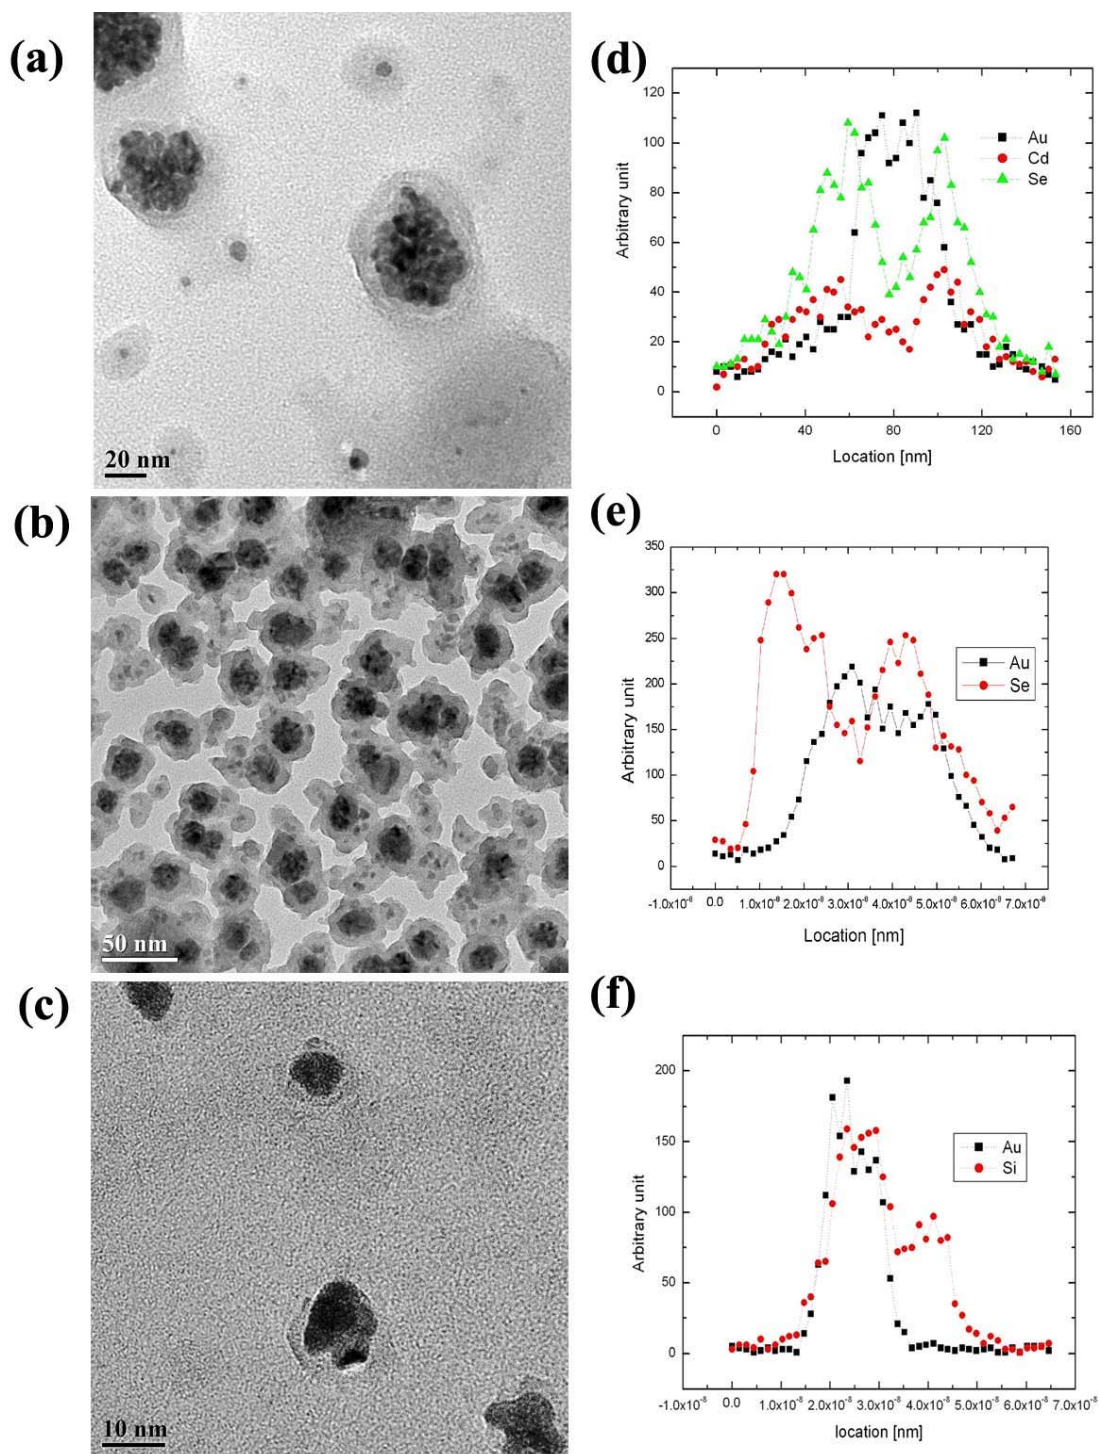 (a)
20 nm
(d)
120
100
80
60
40
20
0
Arbitrary unit
Au
Cd
Se
0 40 80 120 160
Location [nm]
(b)
50 nm
(e)
350
300
250
200
150
100
50
0
Arbitrary unit
Au
Se
-1.0x10⁻⁸ 0.0 1.0x10⁻⁸ 2.0x10⁻⁸ 3.0x10⁻⁸ 4.0x10⁻⁸ 5.0x10⁻⁸ 6.0x10⁻⁸ 7.0x10⁻⁸
Location [nm]
(c)
10 nm
(f)
200
150
100
50
0
Arbitrary unit
Au
Si
-1.0x10⁻⁸ 0.0 1.0x10⁻⁸ 2.0x10⁻⁸ 3.0x10⁻⁸ 4.0x10⁻⁸ 5.0x10⁻⁸ 6.0x10⁻⁸ 7.0x10⁻⁸
location [nm]